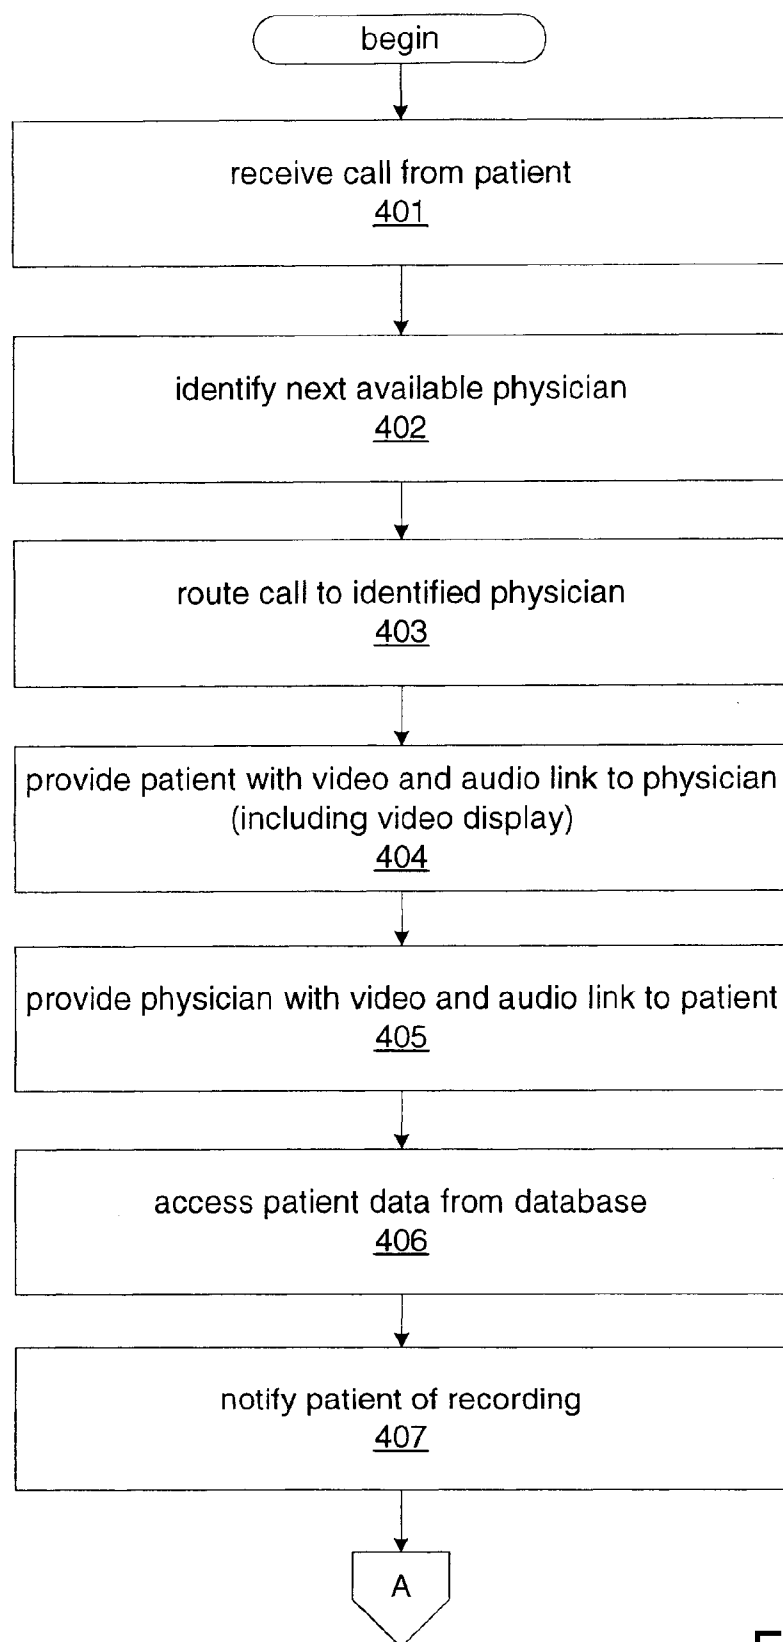 begin
receive call from patient
401
identify next available physician
402
route call to identified physician
403
provide patient with video and audio link to physician
(including video display)
404
provide physician with video and audio link to patient
405
access patient data from database
406
notify patient of recording
407
A